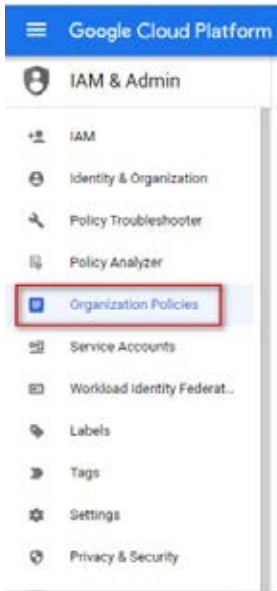 Google Cloud Platform
IAM & Admin
IAM
Identity & Organization
Policy Troubleshooter
Policy Analyzer
Organization Policies
Service Accounts
Workload Identity Federat...
Labels
Tags
Settings
Privacy & Security